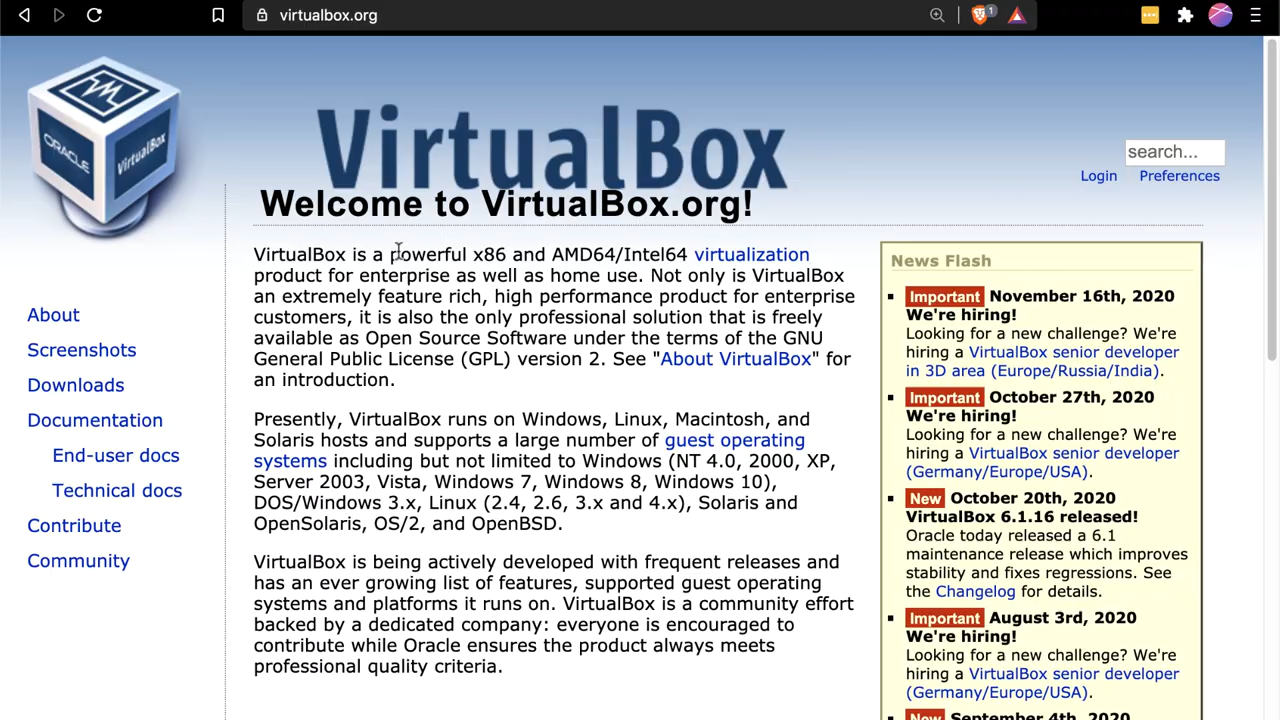 virtualbox.org
1
ORACLE
VirtualBox
VirtualBox
search...
Login Preferences
Welcome to VirtualBox.org!
About
Screenshots
Downloads
Documentation
End-user docs
Technical docs
Contribute
Community
VirtualBox is a powerful x86 and AMD64/Intel64 virtualization
product for enterprise as well as home use. Not only is VirtualBox
an extremely feature rich, high performance product for enterprise
customers, it is also the only professional solution that is freely
available as Open Source Software under the terms of the GNU
General Public License (GPL) version 2. See "About VirtualBox" for
an introduction.
Presently, VirtualBox runs on Windows, Linux, Macintosh, and
Solaris hosts and supports a large number of guest operating
systems including but not limited to Windows (NT 4.0, 2000, XP,
Server 2003, Vista, Windows 7, Windows 8, Windows 10),
DOS/Windows 3.x, Linux (2.4, 2.6, 3.x and 4.x), Solaris and
OpenSolaris, OS/2, and OpenBSD.
VirtualBox is being actively developed with frequent releases and
has an ever growing list of features, supported guest operating
systems and platforms it runs on. VirtualBox is a community effort
backed by a dedicated company: everyone is encouraged to
contribute while Oracle ensures the product always meets
professional quality criteria.
News Flash
Important November 16th, 2020
We're hiring!
Looking for a new challenge? We're
hiring a VirtualBox senior developer
in 3D area (Europe/Russia/India).
Important October 27th, 2020
We're hiring!
Looking for a new challenge? We're
hiring a VirtualBox senior developer
(Germany/Europe/USA).
New October 20th, 2020
VirtualBox 6.1.16 released!
Oracle today released a 6.1
maintenance release which improves
stability and fixes regressions. See
the Changelog for details.
Important August 3rd, 2020
We're hiring!
Looking for a new challenge? We're
hiring a VirtualBox senior developer
(Germany/Europe/USA).
New September 4th, 2020